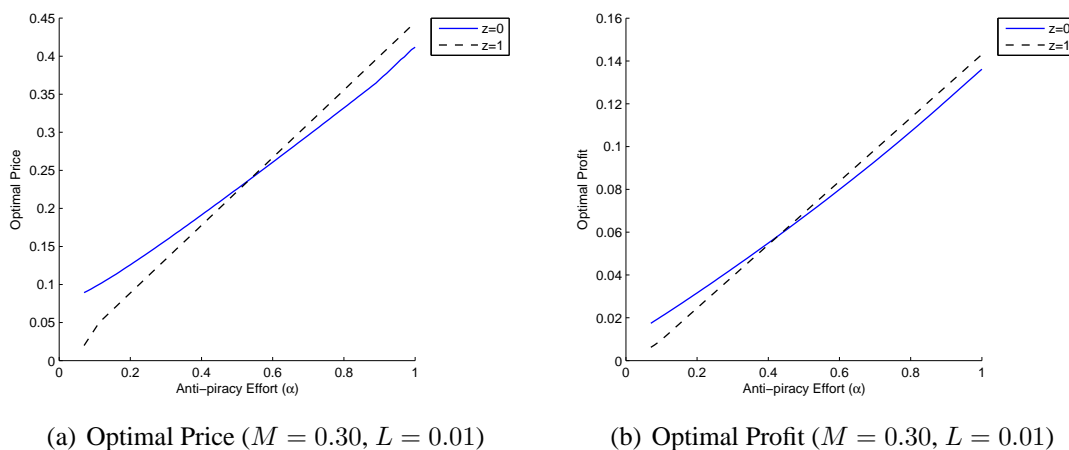 0.45
0.4
0.35
0.3
0.25
0.2
0.15
0.1
0.05
0
Optimal Price
0 0.2 0.4 0.6 0.8 1
Anti−piracy Effort (α)
z=0
z=1
(a) Optimal Price (M = 0.30, L = 0.01)
0.16
0.14
0.12
0.1
0.08
0.06
0.04
0.02
0
Optimal Profit
0 0.2 0.4 0.6 0.8 1
Anti−piracy Effort (α)
z=0
z=1
(b) Optimal Profit (M = 0.30, L = 0.01)